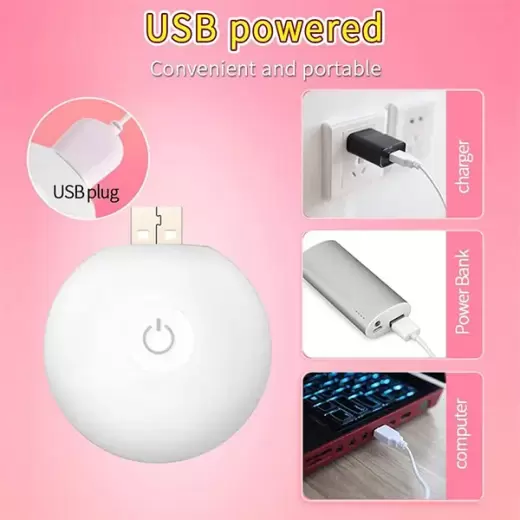 USB powered
Convenient and portable
USB plug
charger
Power Bank
computer